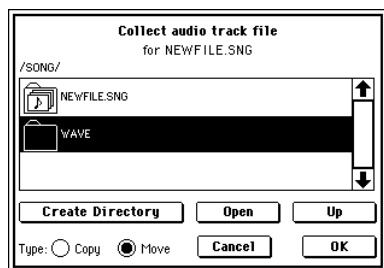 Collect audio track file
for NEWFILE.SNG
/SONG/
NEWFILE.SNG
WAVE
Create Directory Open Up
Type: Copy Move Cancel OK